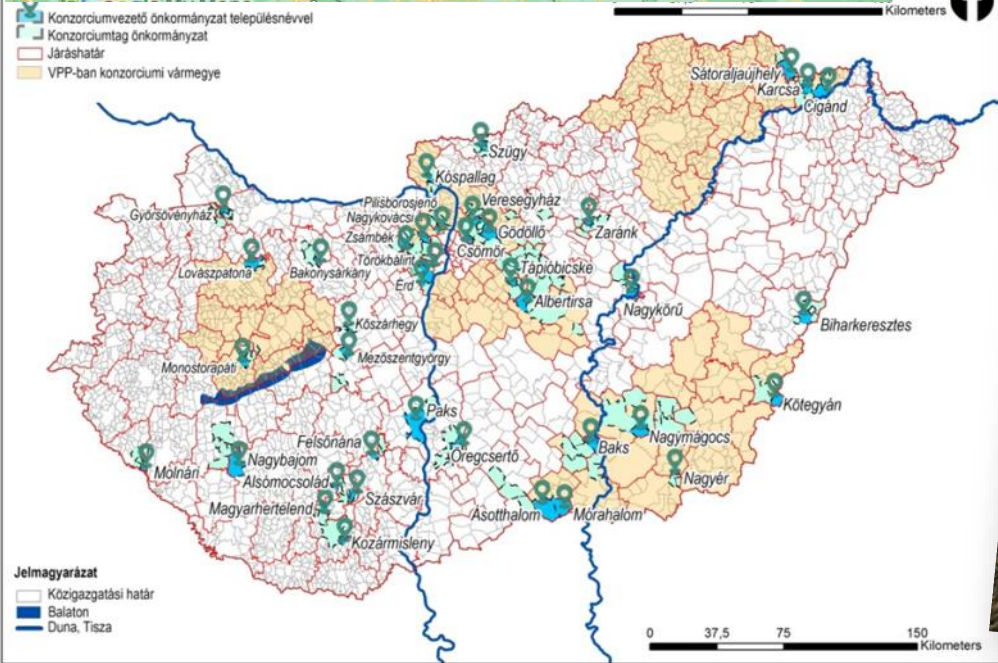 Konzorciumvezető önkormányzat településnévvel
Konzorciumtag önkormányzat
Járáshatár
VPP-ban konzorciumi vármegye
Kilometers
Sátoraljaújhely
Karcsa
Cigánd
Szügy
Kóspallag
Pilisborosjenő
Veresegyház
Győrsövényház
Nagykovácsi
Gödöllő
Zaránk
Zsámbék
Csömör
Lovászpatona
Bakonysárkány
Törökbálint
Tápióbicske
Érd
Albertirsa
Nagykörű
Kőszárhegy
Biharkeresztes
Monostorapáti
Mezőszentgyörgy
Kötegyán
Paks
Felsőnána
Baks
Nagymágocs
Molnári
Nagybajom
Öregcsertő
Alsómocsolád
Szászvár
Nagyér
Magyarhertelend
Ásotthalom
Mórahalom
Kozármisleny
Jelmagyarázat
Közigazgatási határ
Balaton
Duna, Tisza
0 37,5 75 150
Kilometers